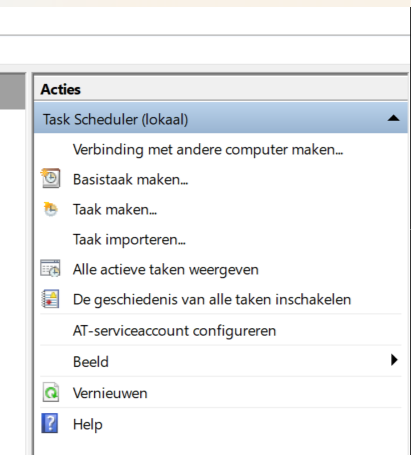 Acties
Task Scheduler (lokaal)
Verbinding met andere computer maken...
Basistaak maken...
Taak maken...
Taak importeren...
Alle actieve taken weergeven
De geschiedenis van alle taken inschakelen
AT-serviceaccount configureren
Beeld
Vernieuwen
Help